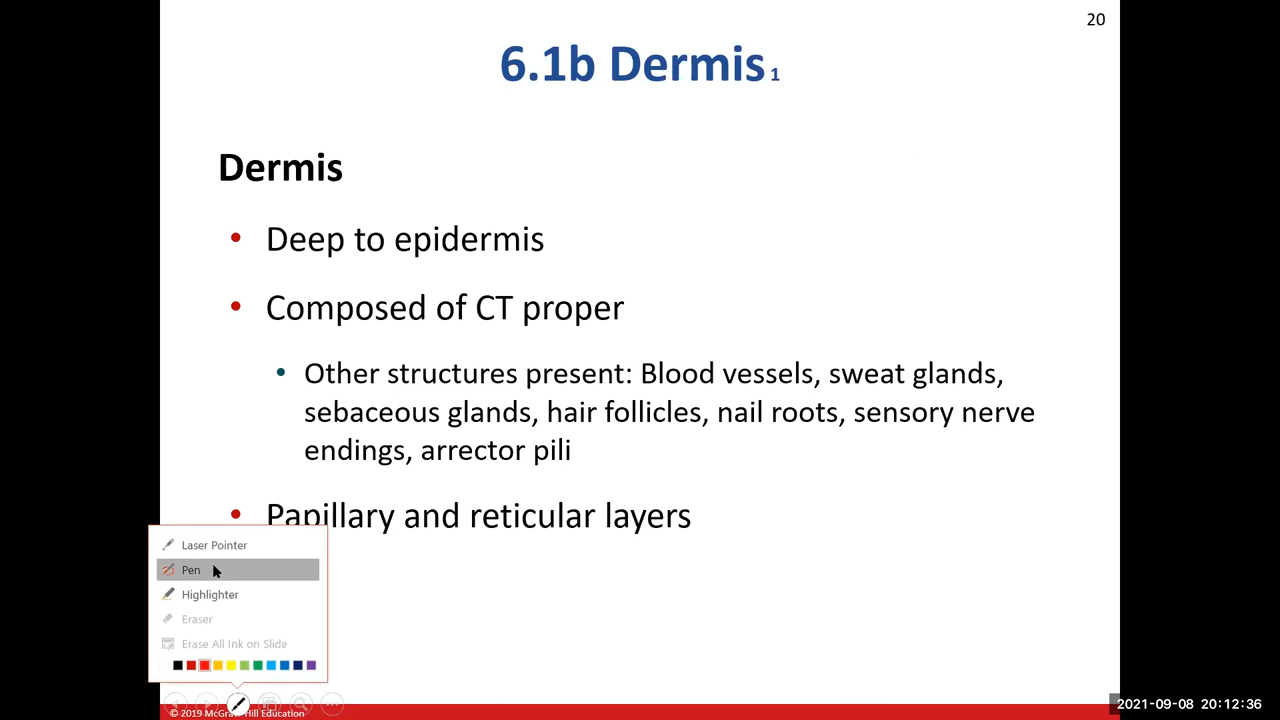 20
6.1b Dermis 1
Dermis
• Deep to epidermis
• Composed of CT proper
• Other structures present: Blood vessels, sweat glands,
sebaceous glands, hair follicles, nail roots, sensory nerve
endings, arrector pili
• Papillary and reticular layers
Laser Pointer
Pen
Highlighter
Eraser
Erase All Ink on Slide
© 2019 McGraw-Hill Education
2021-09-08 20:12:36